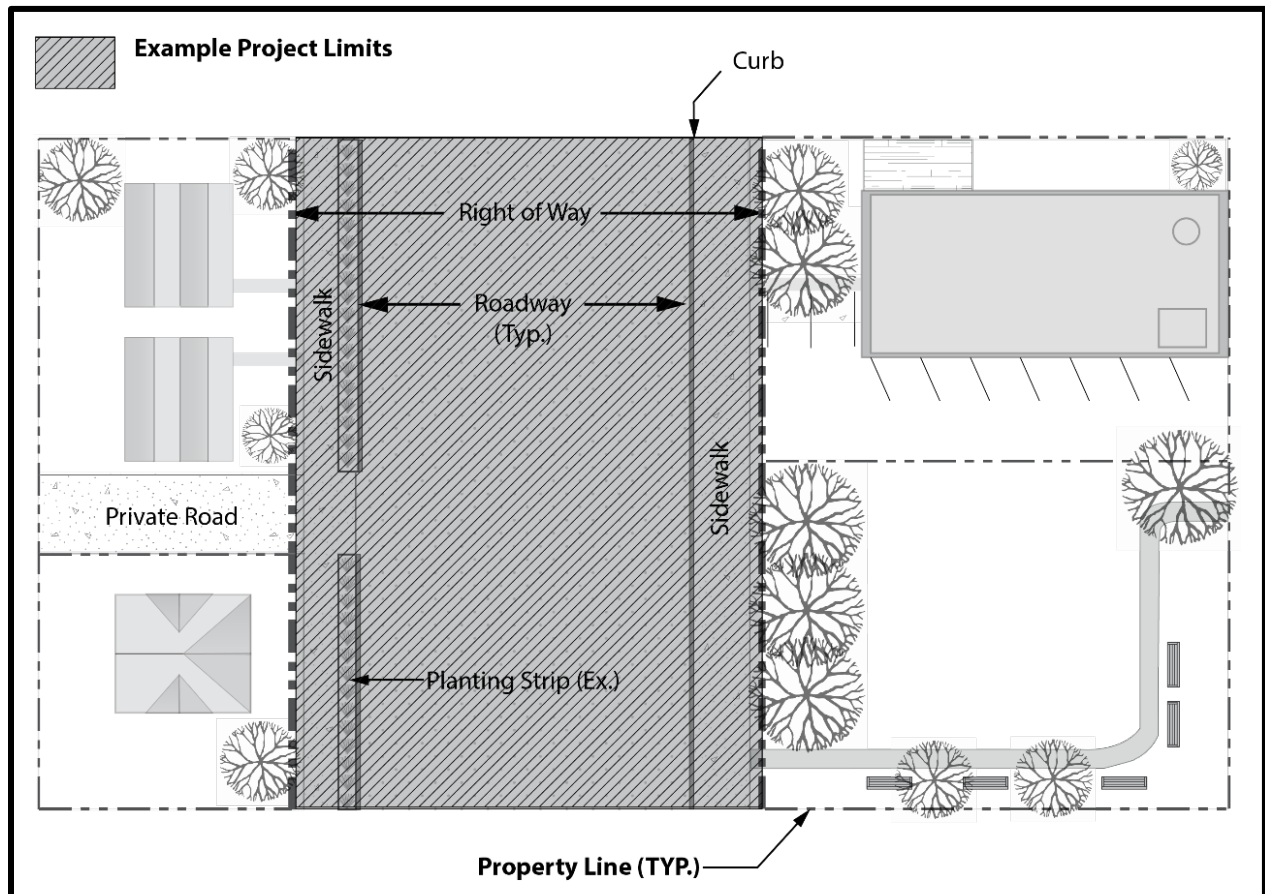 Example Project Limits
Curb
Right of Way
Roadway
(Typ.)
Sidewalk
Sidewalk
Private Road
Planting Strip (Ex.)
Property Line (TYP.)